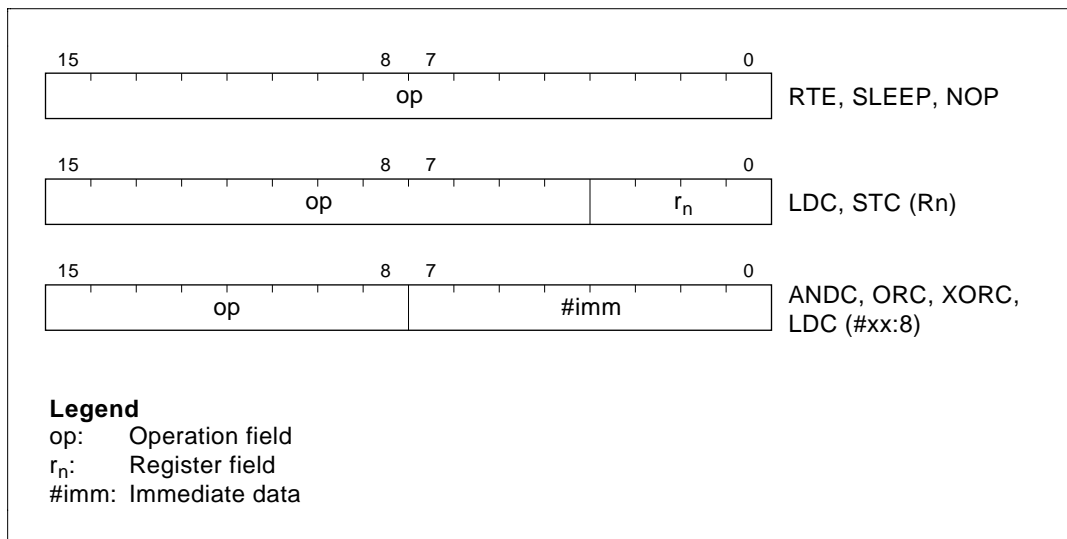 15 8 7 0
op RTE, SLEEP, NOP
15 8 7 0
op rn LDC, STC (Rn)
15 8 7 0
op #imm ANDC, ORC, XORC,
LDC (#xx:8)
Legend
op: Operation field
rn: Register field
#imm: Immediate data